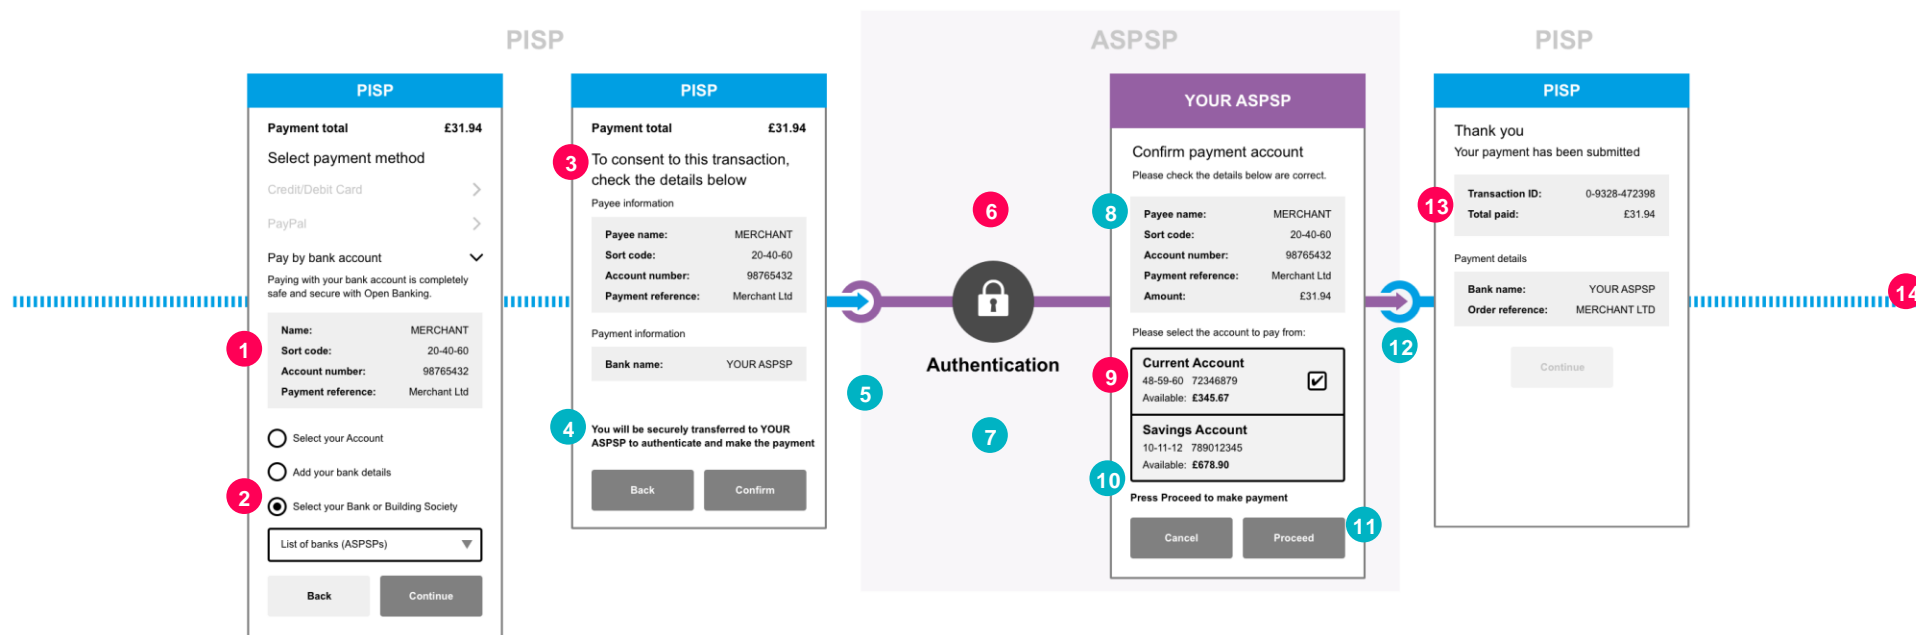 PISP
ASPSP
PISP
PISP
Payment total £31.94
Select payment method
Credit/Debit Card
PayPal
Pay by bank account
Paying with your bank account is completely
safe and secure with Open Banking.
1
Name: MERCHANT
Sort code: 20-40-60
Account number: 98765432
Payment reference: Merchant Ltd
Select your Account
Add your bank details
2
Select your Bank or Building Society
List of banks (ASPSPs)
Back
Continue
PISP
Payment total £31.94
3
To consent to this transaction,
check the details below
Payee information
Payee name: MERCHANT
Sort code: 20-40-60
Account number: 98765432
Payment reference: Merchant Ltd
Payment information
Bank name: YOUR ASPSP
4
You will be securely transferred to YOUR
ASPSP to authenticate and make the payment
Back
Confirm
5
6
Authentication
7
YOUR ASPSP
Confirm payment account
Please check the details below are correct.
8
Payee name: MERCHANT
Sort code: 20-40-60
Account number: 98765432
Payment reference: Merchant Ltd
Amount: £31.94
Please select the account to pay from:
9
Current Account
48-59-60 72346879
Available: £345.67
Savings Account
10-11-12 789012345
Available: £678.90
10
Press Proceed to make payment
Cancel
Proceed
11
12
PISP
Thank you
Your payment has been submitted
13
Transaction ID: 0-9328-472398
Total paid: £31.94
Payment details
Bank name: YOUR ASPSP
Order reference: MERCHANT LTD
Continue
14